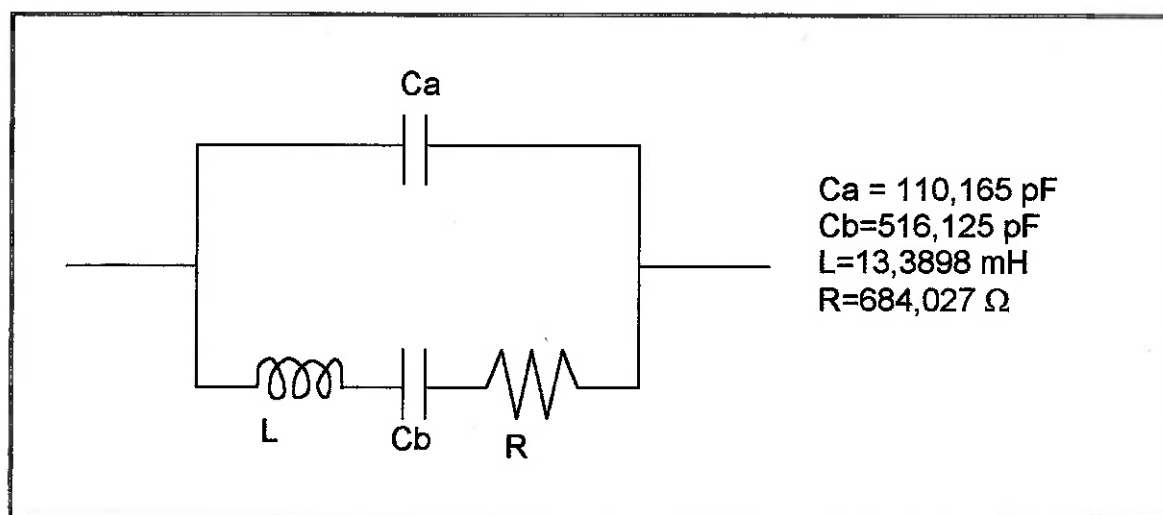 Ca
Ca = 110,165 pF
Cb=516,125 pF
L=13,3898 mH
R=684,027 Ω
L
Cb
R